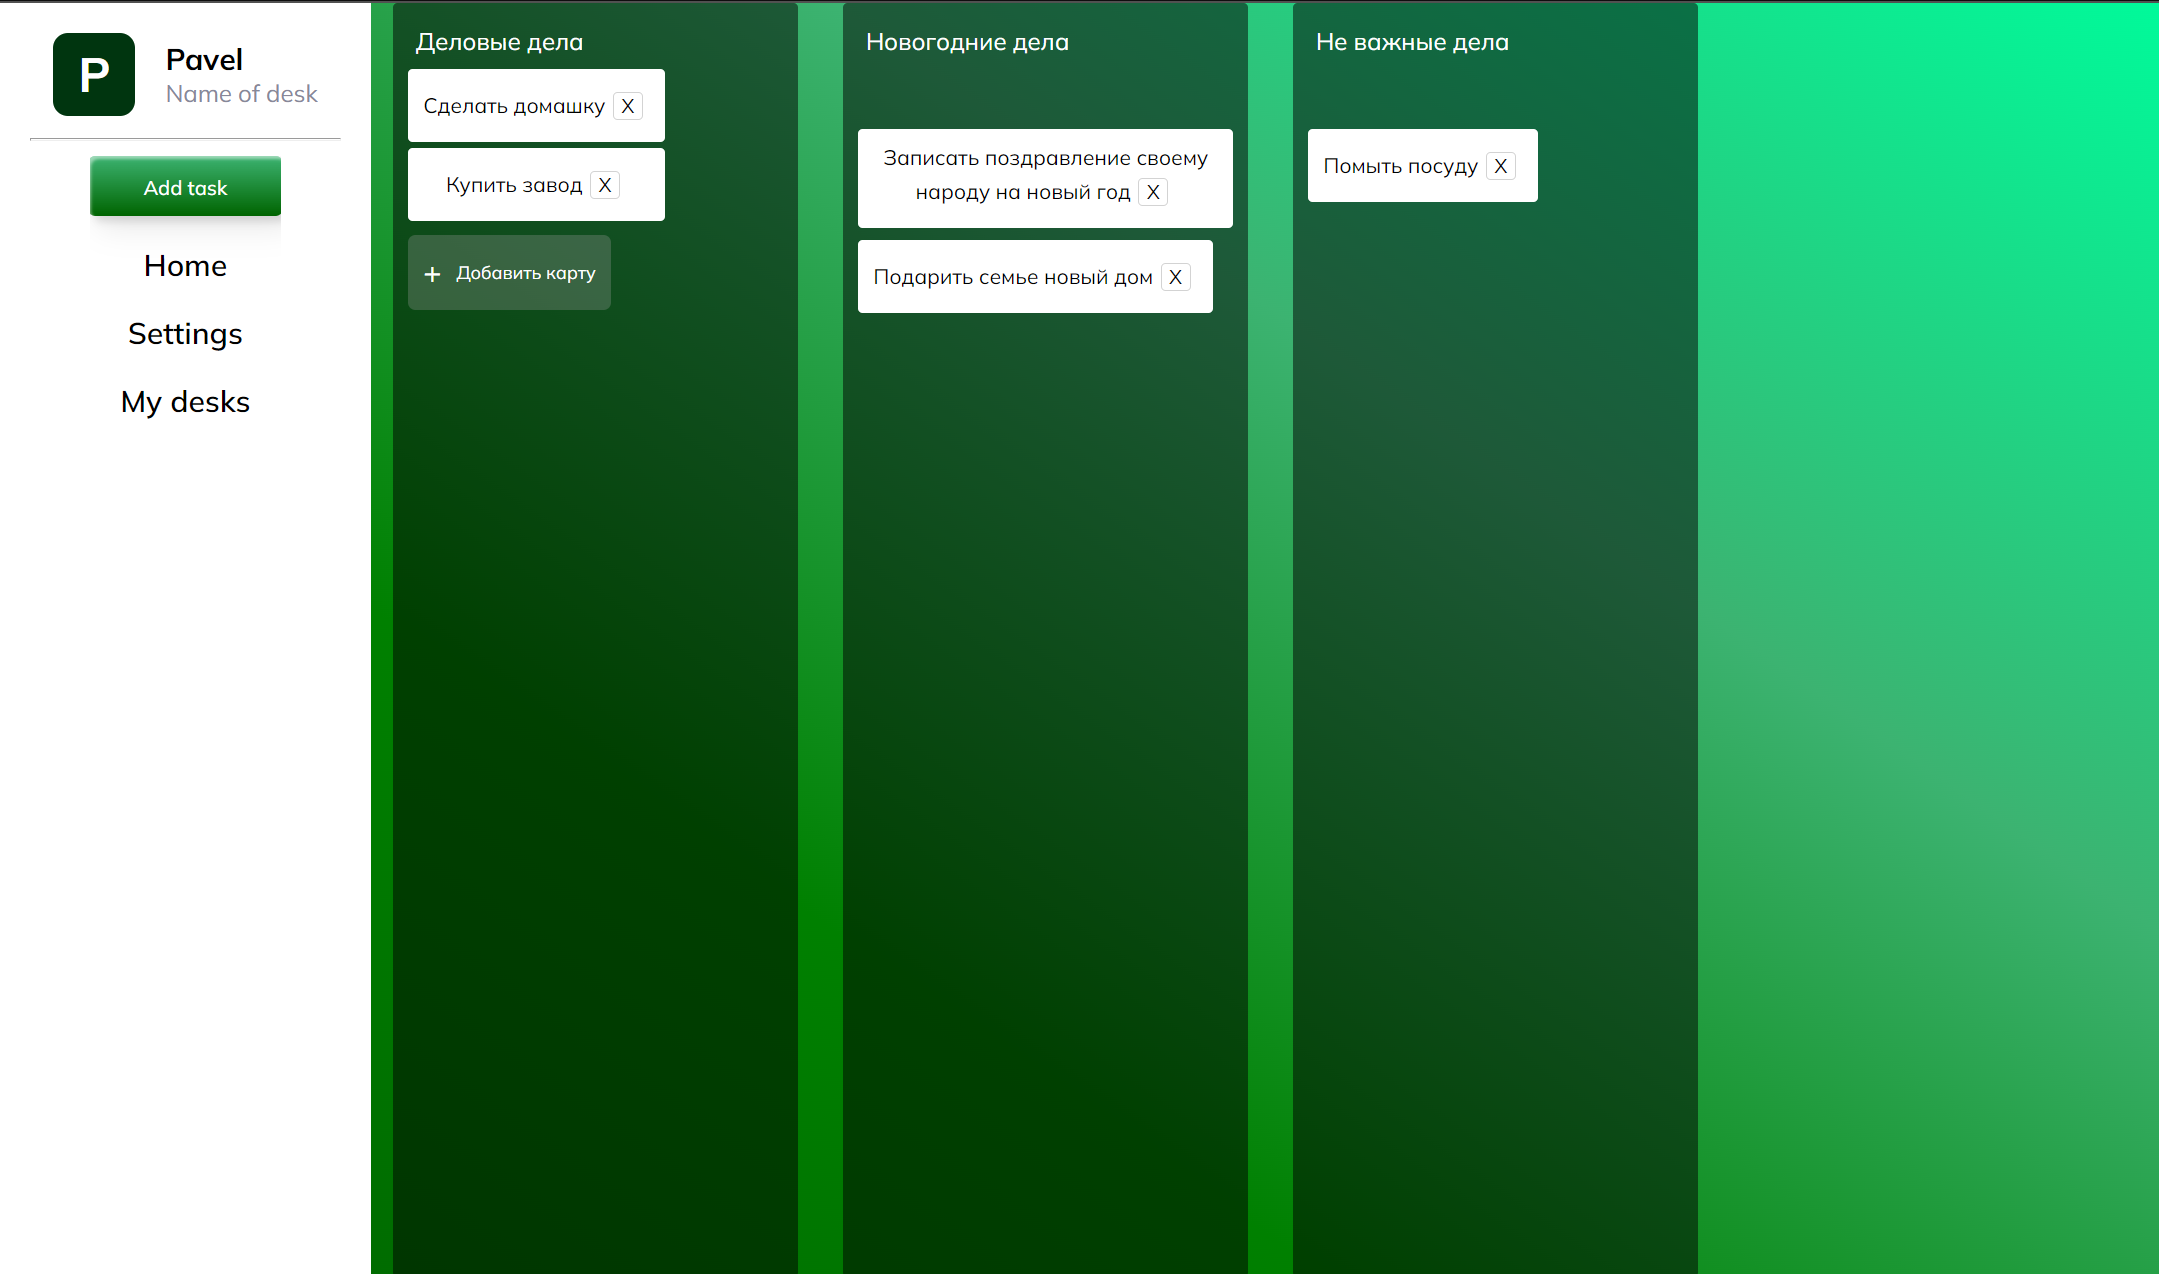 P
Pavel
Name of desk
Add task
Home
Settings
My desks
Деловые дела
Сделать домашку X
Купить завод X
+ Добавить карту
Новогодние дела
Записать поздравление своему
народу на новый год X
Подарить семье новый дом X
Не важные дела
Помыть посуду X